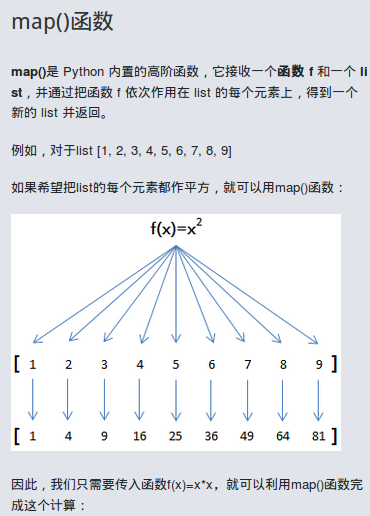 map()函数
map()是 Python 内置的高阶函数，它接收一个函数 f 和一个 li
st，并通过把函数 f 依次作用在 list 的每个元素上，得到一个
新的 list 并返回。
例如，对于list [1, 2, 3, 4, 5, 6, 7, 8, 9]
如果希望把list的每个元素都作平方，就可以用map()函数：
f(x)=x²
[ 1 2 3 4 5 6 7 8 9 ]
[ 1 4 9 16 25 36 49 64 81 ]
因此，我们只需要传入函数f(x)=x*x，就可以利用map()函数完
成这个计算：